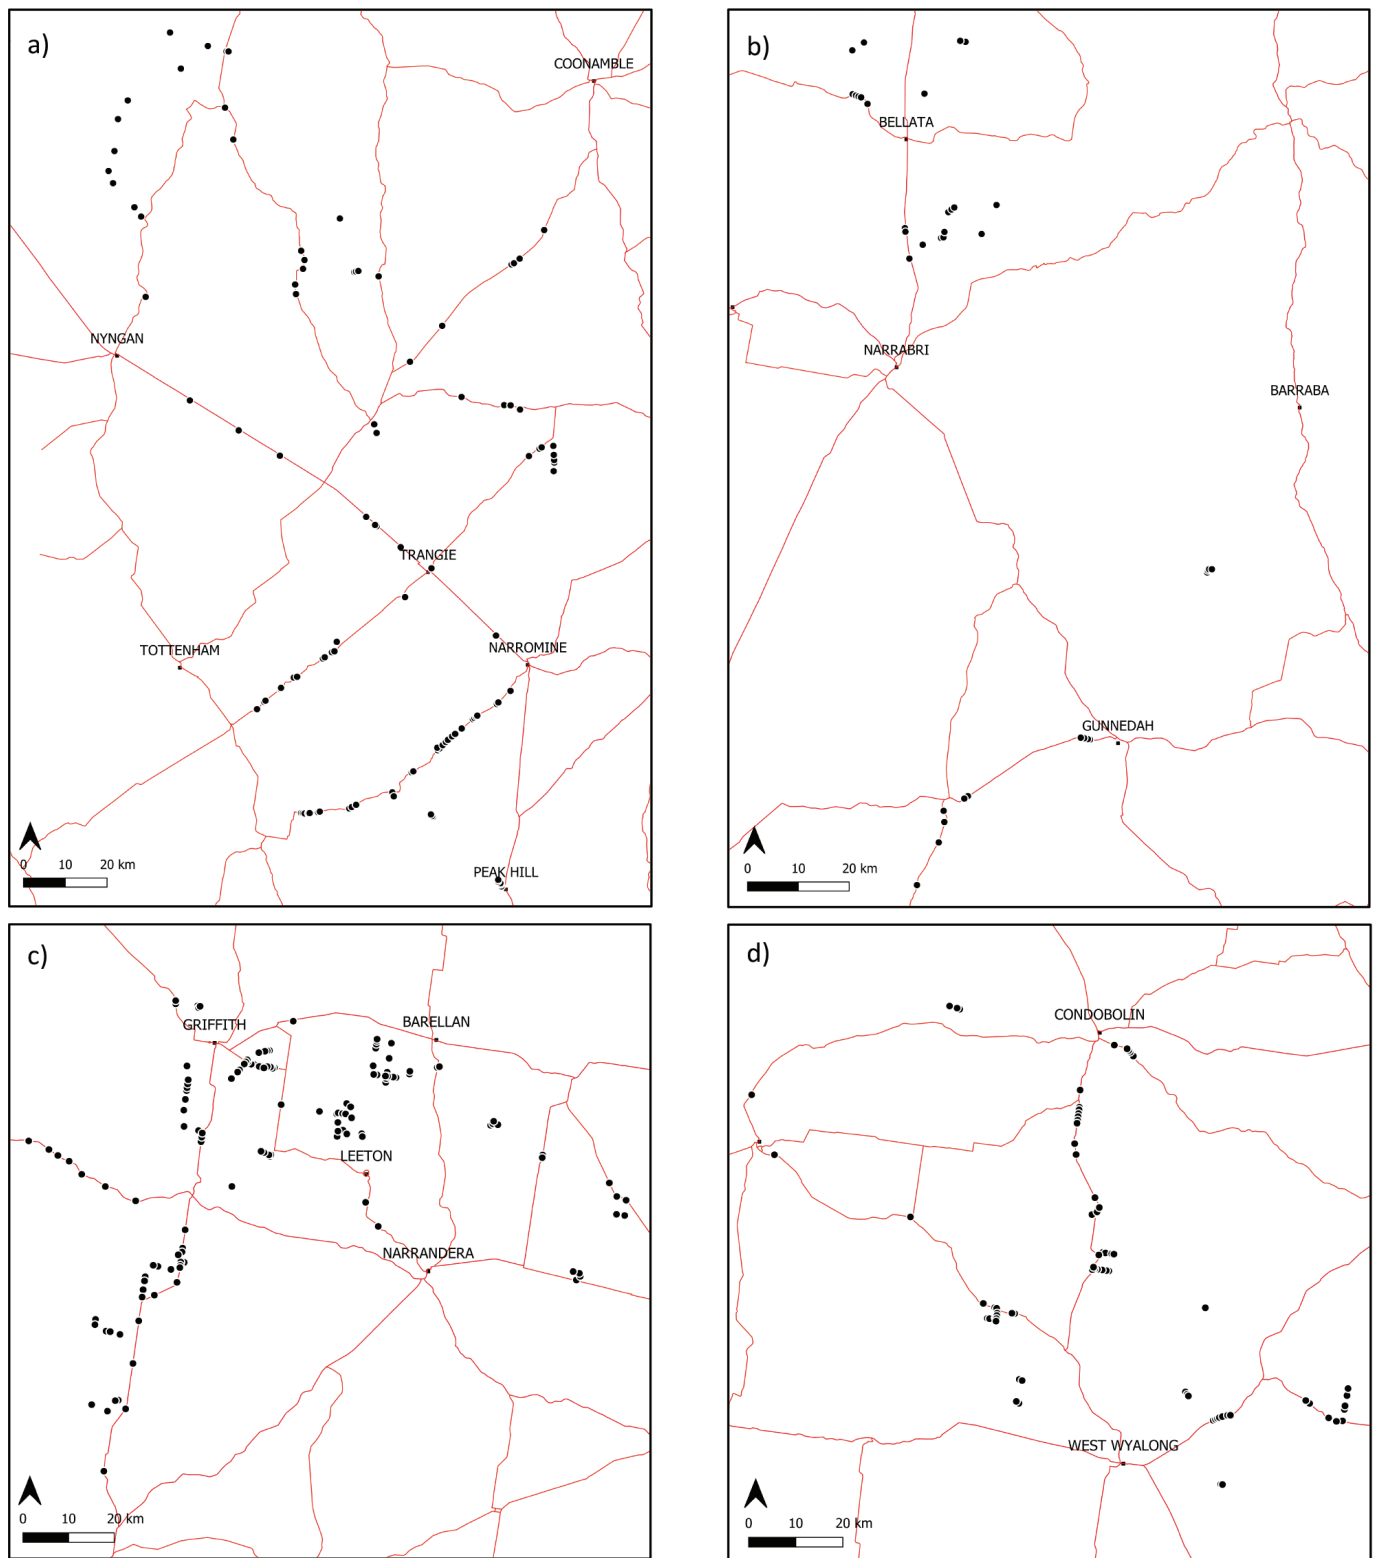 a)
COONAMBLE
NYNGAN
TRANGIE
NARROMINE
TOTTENHAM
PEAK HILL
0 10 20 km
b)
BELLATA
NARRABRI
BARRABA
GUNNEDAH
0 10 20 km
c)
GRIFFITH
BARELLAN
LEETON
NARRANDERA
0 10 20 km
d)
CONDOBOLIN
WEST WYALONG
0 10 20 km